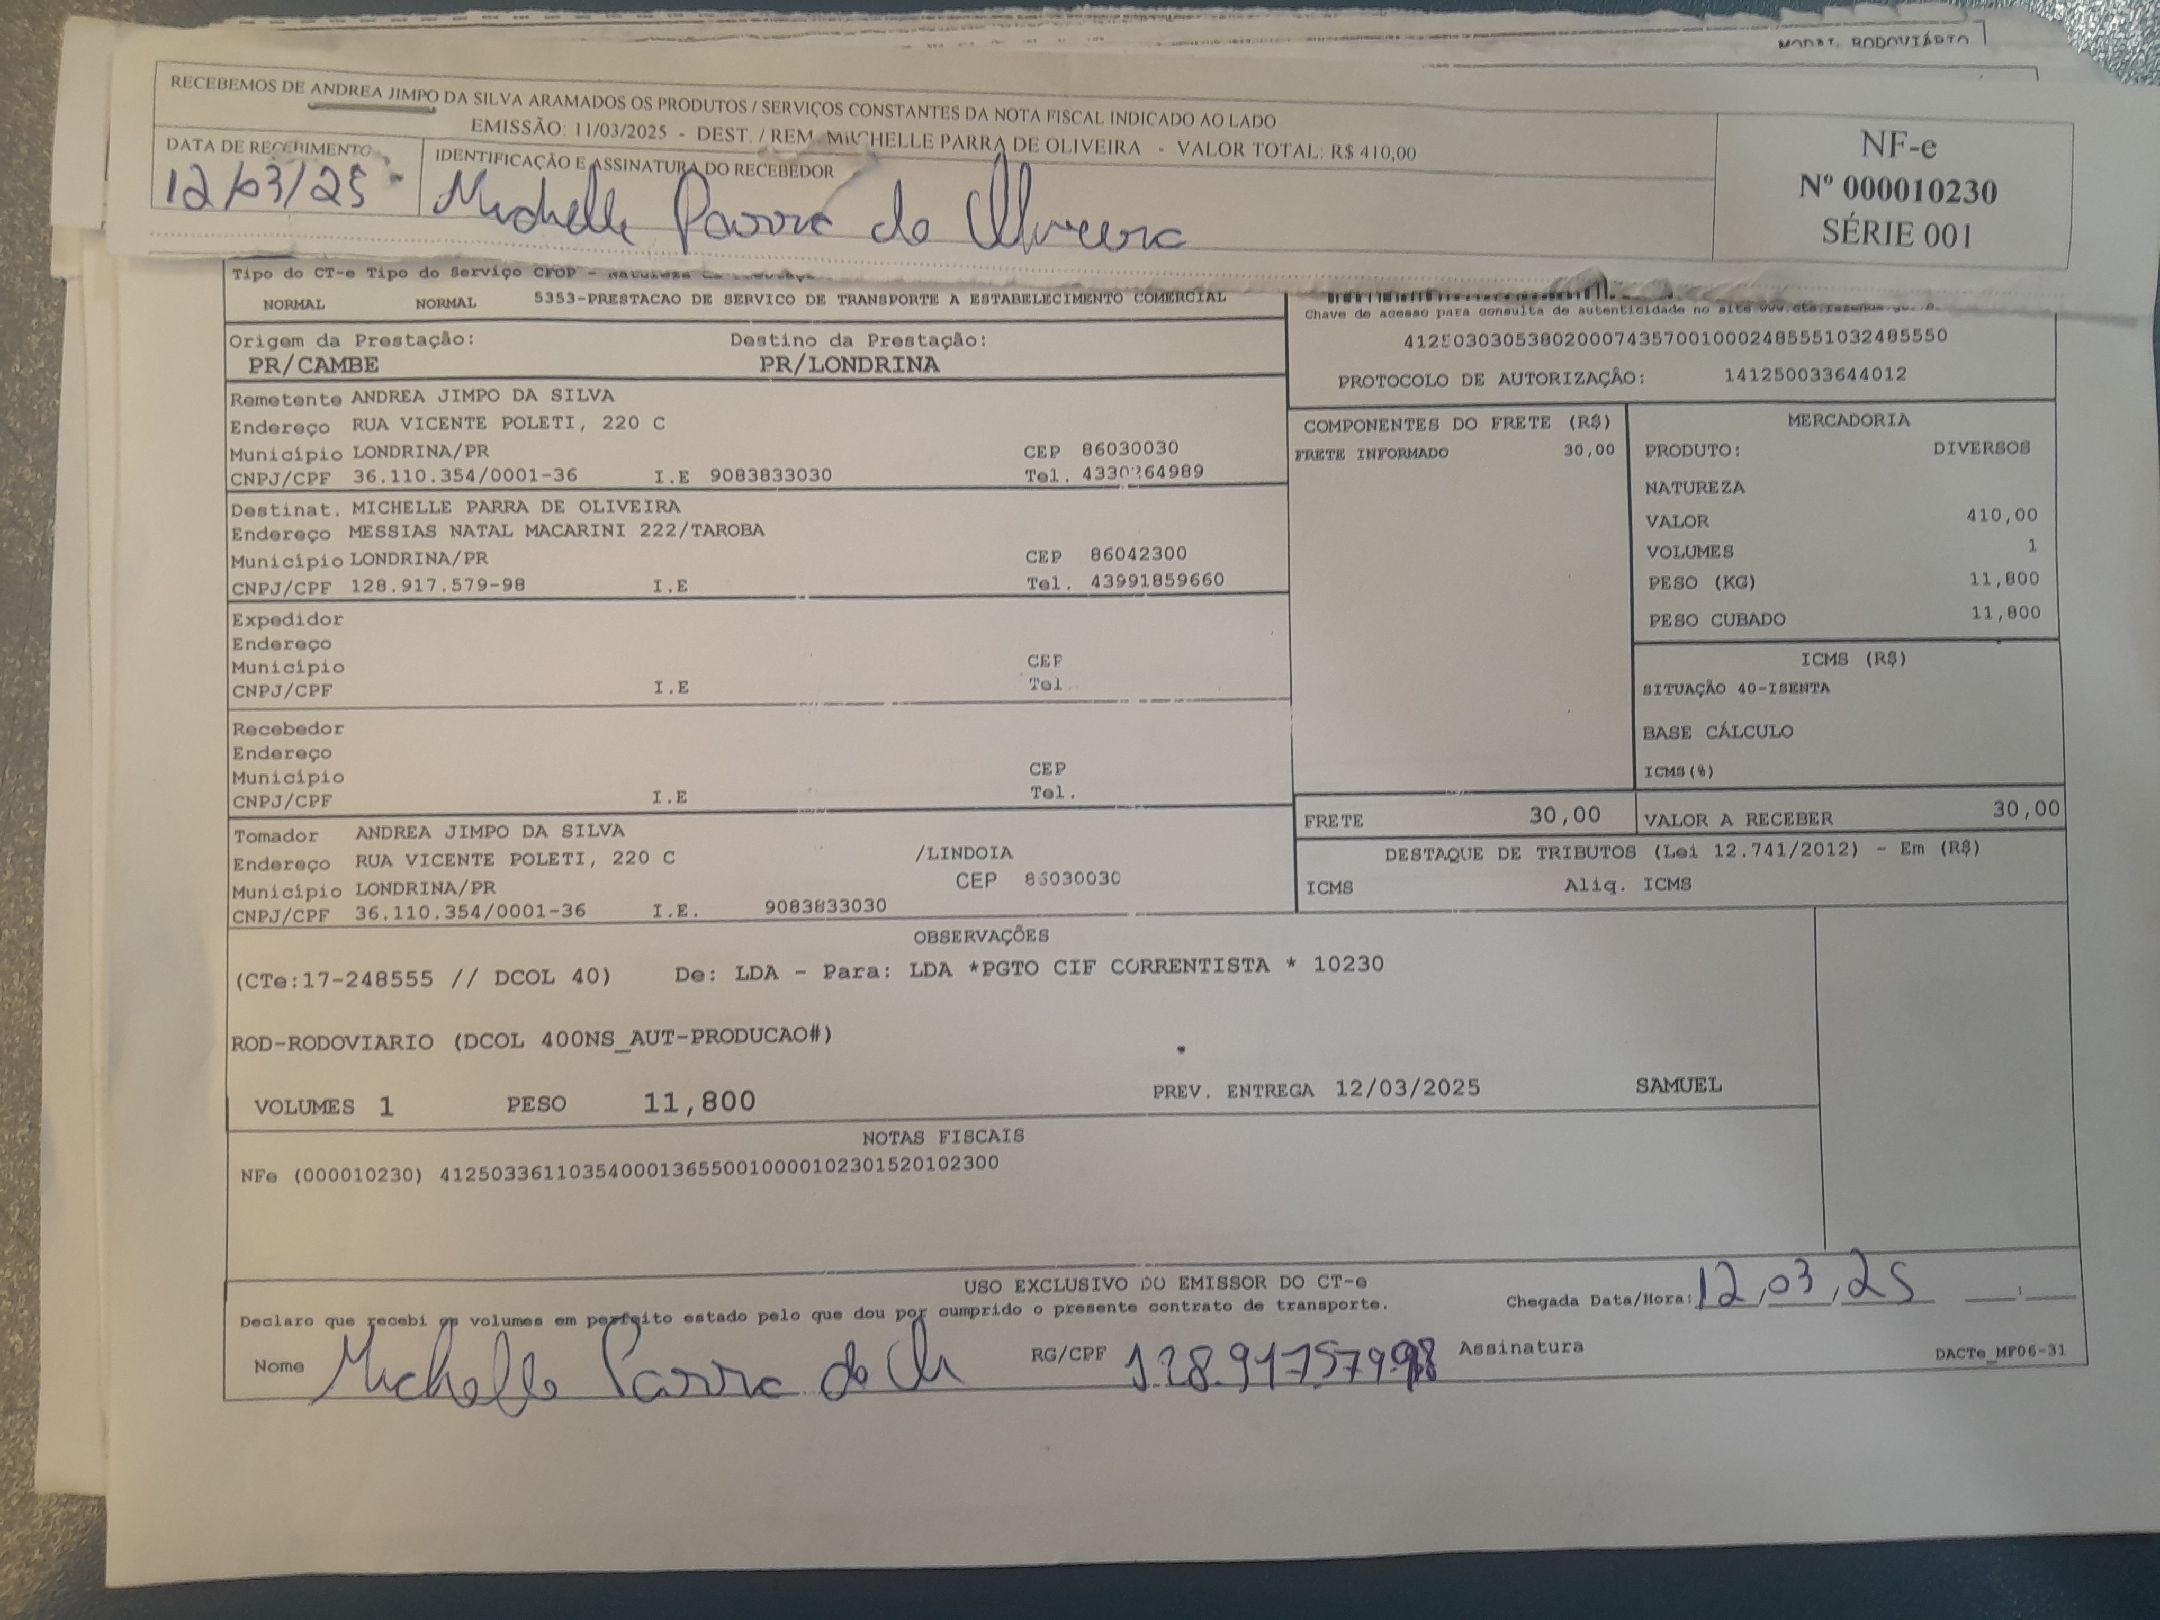 MODAL RODOVIÁRIO
RECEBEMOS DE ANDREA JIMPO DA SILVA ARAMADOS OS PRODUTOS / SERVIÇOS CONSTANTES DA NOTA FISCAL INDICADO AO LADO
EMISSÃO: 11/03/2025 - DEST. / REM. MICHELLE PARRA DE OLIVEIRA - VALOR TOTAL: R$ 410,00
DATA DE RECEBIMENTO
12/03/25
IDENTIFICAÇÃO E ASSINATURA DO RECEBEDOR
Michelle Parra de Oliveira
NF-e
Nº 000010230
SÉRIE 001
Tipo do CT-e Tipo do Serviço CFOP -
NORMAL NORMAL 5353-PRESTACAO DE SERVICO DE TRANSPORTE A ESTABELECIMENTO COMERCIAL
Chave de acesso para consulta de autenticidade no site
41250303053802000743570010002485551032485550
PROTOCOLO DE AUTORIZAÇÃO: 141250033644012
Origem da Prestação: Destino da Prestação:
PR/CAMBE PR/LONDRINA
Remetente ANDREA JIMPO DA SILVA
Endereço RUA VICENTE POLETI, 220 C
Município LONDRINA/PR CEP 86030030
CNPJ/CPF 36.110.354/0001-36 I.E 9083833030 Tel.
Destinat. MICHELLE PARRA DE OLIVEIRA
Endereço MESSIAS NATAL MACARINI 222/TAROBA
Município LONDRINA/PR CEP 86042300
CNPJ/CPF 128.917.579-98 I.E Tel. 43991859660
Expedidor
Endereço
Município CEP
CNPJ/CPF I.E Tel
Recebedor
Endereço
Município CEP
CNPJ/CPF I.E Tel.
Tomador ANDREA JIMPO DA SILVA
Endereço RUA VICENTE POLETI, 220 C /LINDOIA
Município LONDRINA/PR CEP 86030030
CNPJ/CPF 36.110.354/0001-36 I.E. 9083833030
COMPONENTES DO FRETE (R$)
FRETE INFORMADO 30,00
MERCADORIA
PRODUTO: DIVERSOS
NATUREZA
VALOR 410,00
VOLUMES 1
PESO (KG) 11,800
PESO CUBADO 11,800
ICMS (R$)
SITUAÇÃO 40-ISENTA
BASE CÁLCULO
ICMS(%)
FRETE 30,00 VALOR A RECEBER 30,00
DESTAQUE DE TRIBUTOS (Lei 12.741/2012) - Em (R$)
ICMS Aliq. ICMS
OBSERVAÇÕES
(CTe:17-248555 // DCOL 40) De: LDA - Para: LDA *PGTO CIF CORRENTISTA * 10230
ROD-RODOVIARIO (DCOL 400NS_AUT-PRODUCAO#)
VOLUMES 1 PESO 11,800 PREV. ENTREGA 12/03/2025 SAMUEL
NOTAS FISCAIS
NFe (000010230) 41250336110354000136550010000102301520102300
USO EXCLUSIVO DO EMISSOR DO CT-e
Declaro que recebi os volumes em perfeito estado pelo que dou por cumprido o presente contrato de transporte.
Chegada Data/Hora: 12,03,25
Nome Michelle Parra de RG/CPF 128.917579.98 Assinatura
DACTe_MF06-31